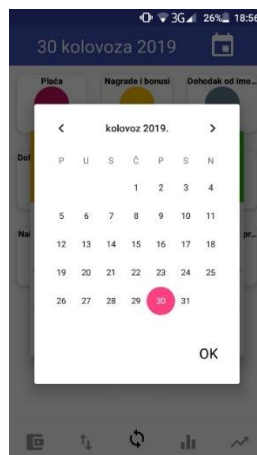 3G 26% 18:56
30 kolovoza 2019
Plaća Nagrade i bonusi Dohodak od imo...
kolovoz 2019.
P U S Č P S N
1 2 3 4
5 6 7 8 9 10 11
12 13 14 15 16 17 18
19 20 21 22 23 24 25
26 27 28 29 30 31
OK